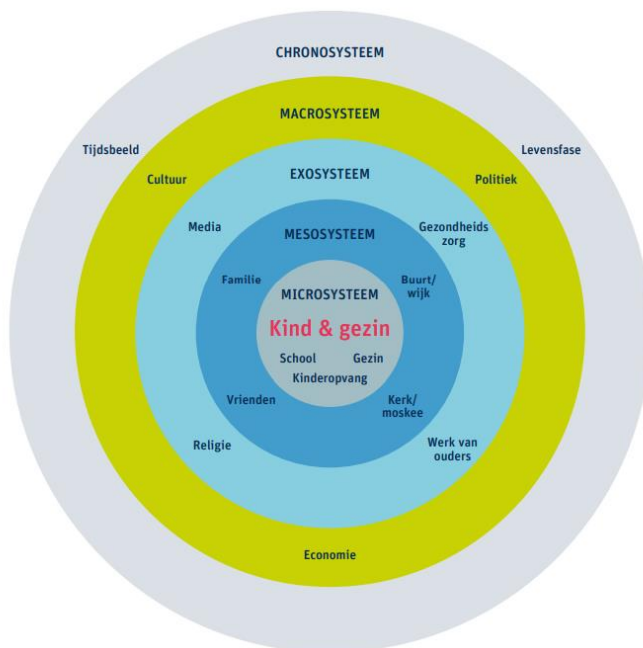 CHRONOSYSTEEM
MACROSYSTEEM
Tijdsbeeld
Levensfase
EXOSYSTEEM
Cultuur
Politiek
Media
Gezondheids
zorg
MESOSYSTEEM
Familie
Buurt/
wijk
MICROSYSTEEM
Kind & gezin
School
Gezin
Kinderopvang
Vrienden
Kerk/
moskee
Religie
Werk van
ouders
Economie